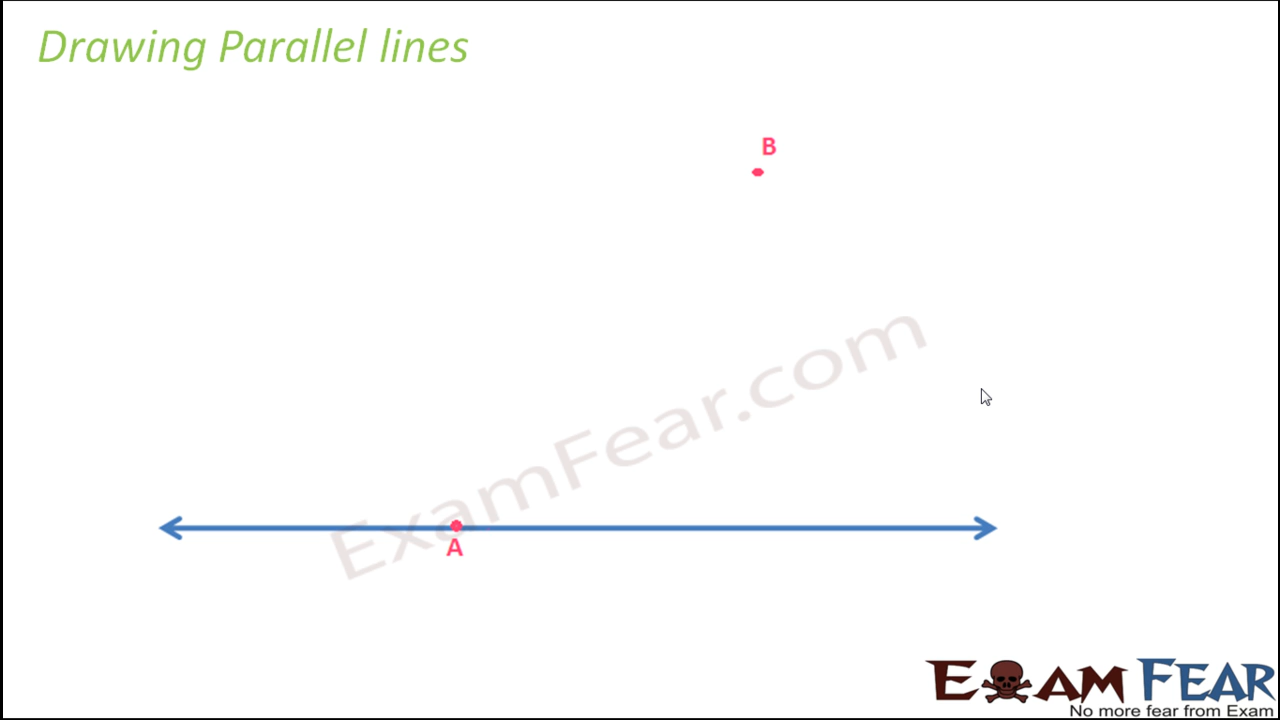 Drawing Parallel lines
B
ExamFear.com
A
EXAM FEAR
No more fear from Exam